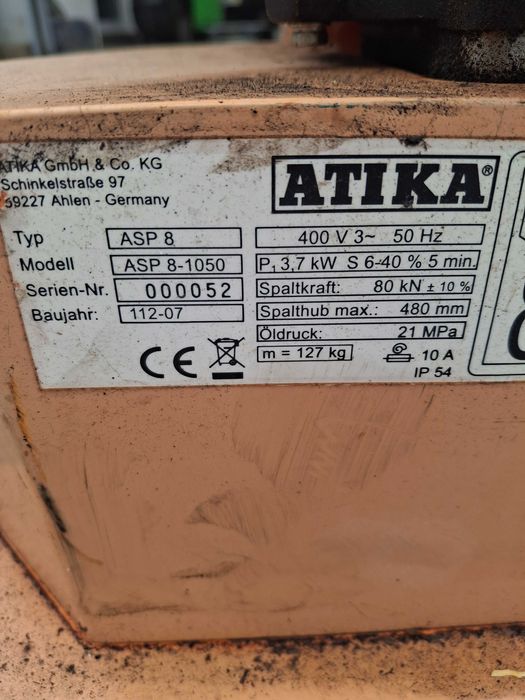 ATIKA GmbH & Co. KG
Schinkelstraße 97
59227 Ahlen - Germany
ATIKA®
Typ ASP 8
Modell ASP 8-1050
Serien-Nr. 000052
Baujahr: 112-07
400 V 3~ 50 Hz
P₁ 3,7 kW S 6-40 % 5 min.
Spaltkraft: 80 kN ± 10 %
Spalthub max.: 480 mm
Öldruck: 21 MPa
m = 127 kg
10 A
IP 54
CE